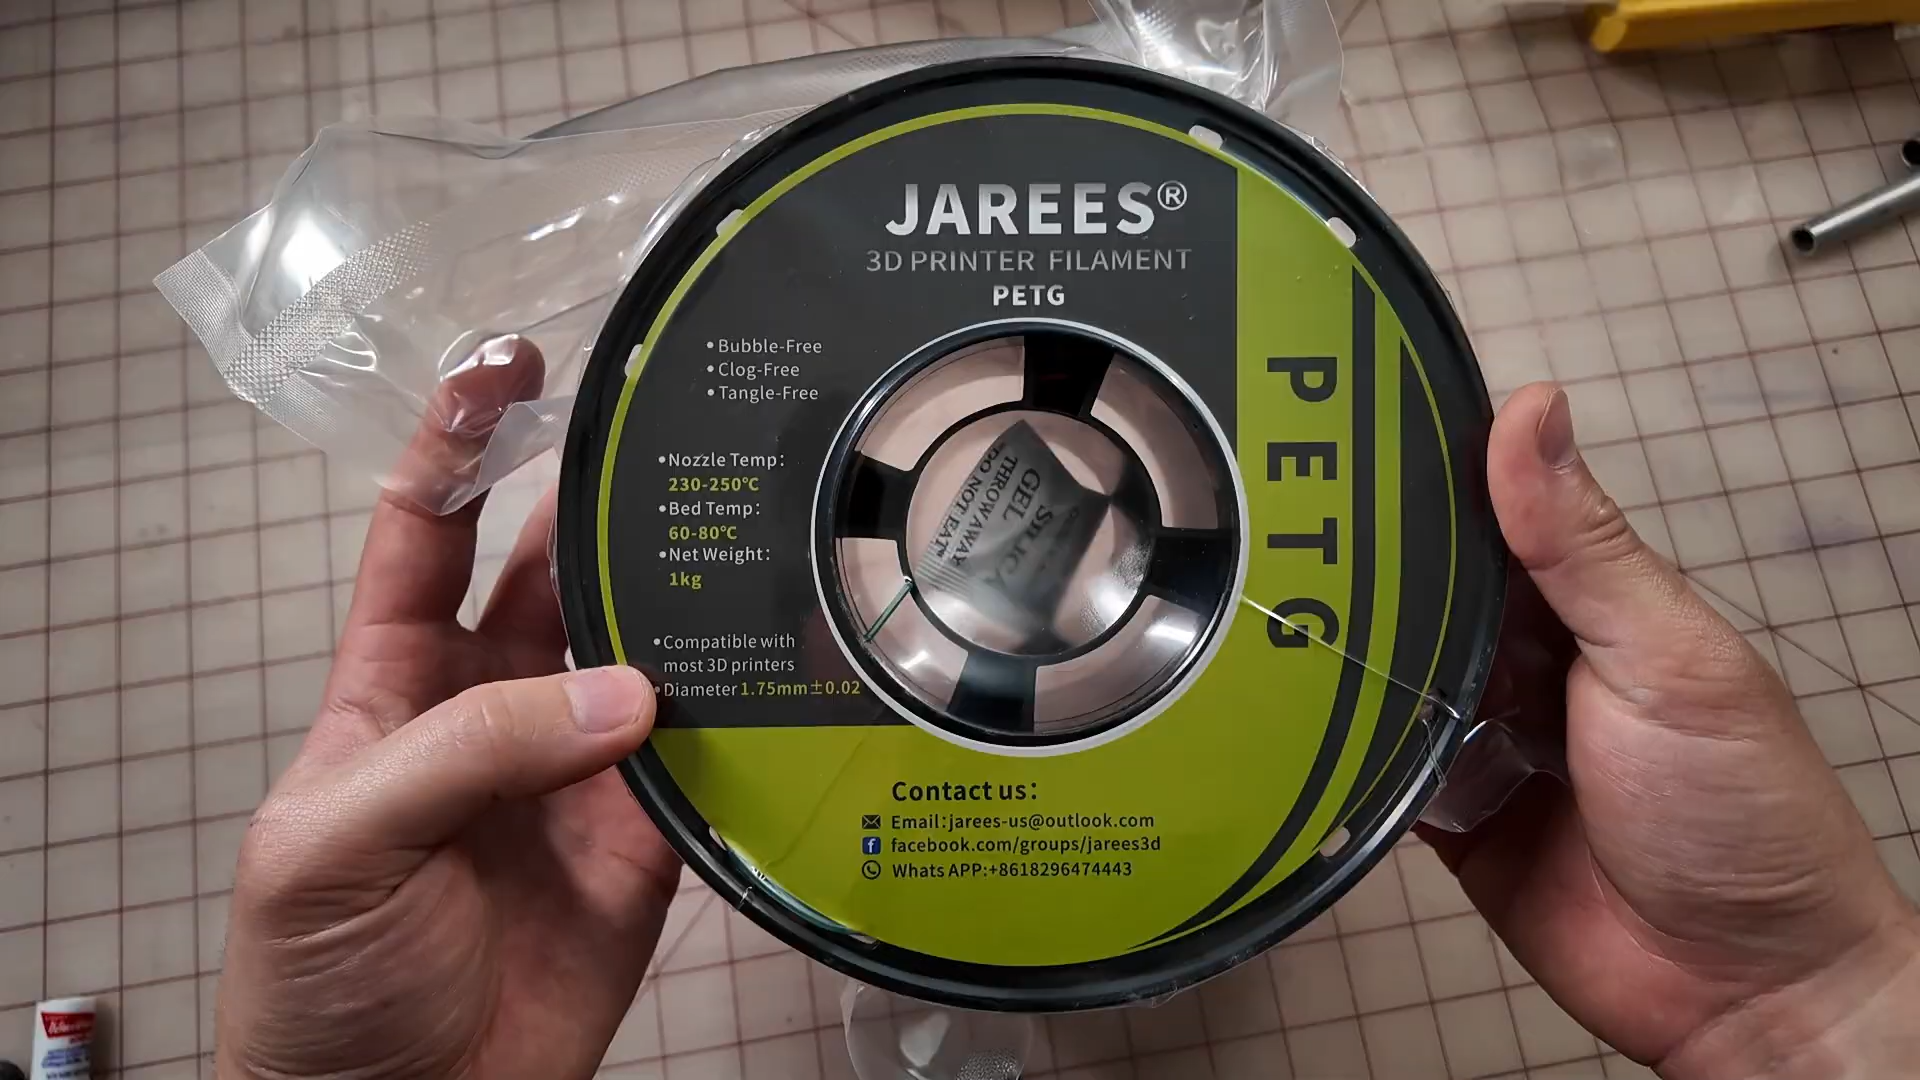 JAREES®
3D PRINTER FILAMENT
PETG
•Bubble-Free
•Clog-Free
•Tangle-Free
•Nozzle Temp:
230-250℃
•Bed Temp:
60-80℃
•Net Weight:
1kg
•Compatible with
most 3D printers
•Diameter 1.75mm±0.02
PETG
SILICA
GEL
THROW AWAY
"DO NOT EAT"
Contact us:
Email:jarees-us@outlook.com
facebook.com/groups/jarees3d
Whats APP:+8618296474443